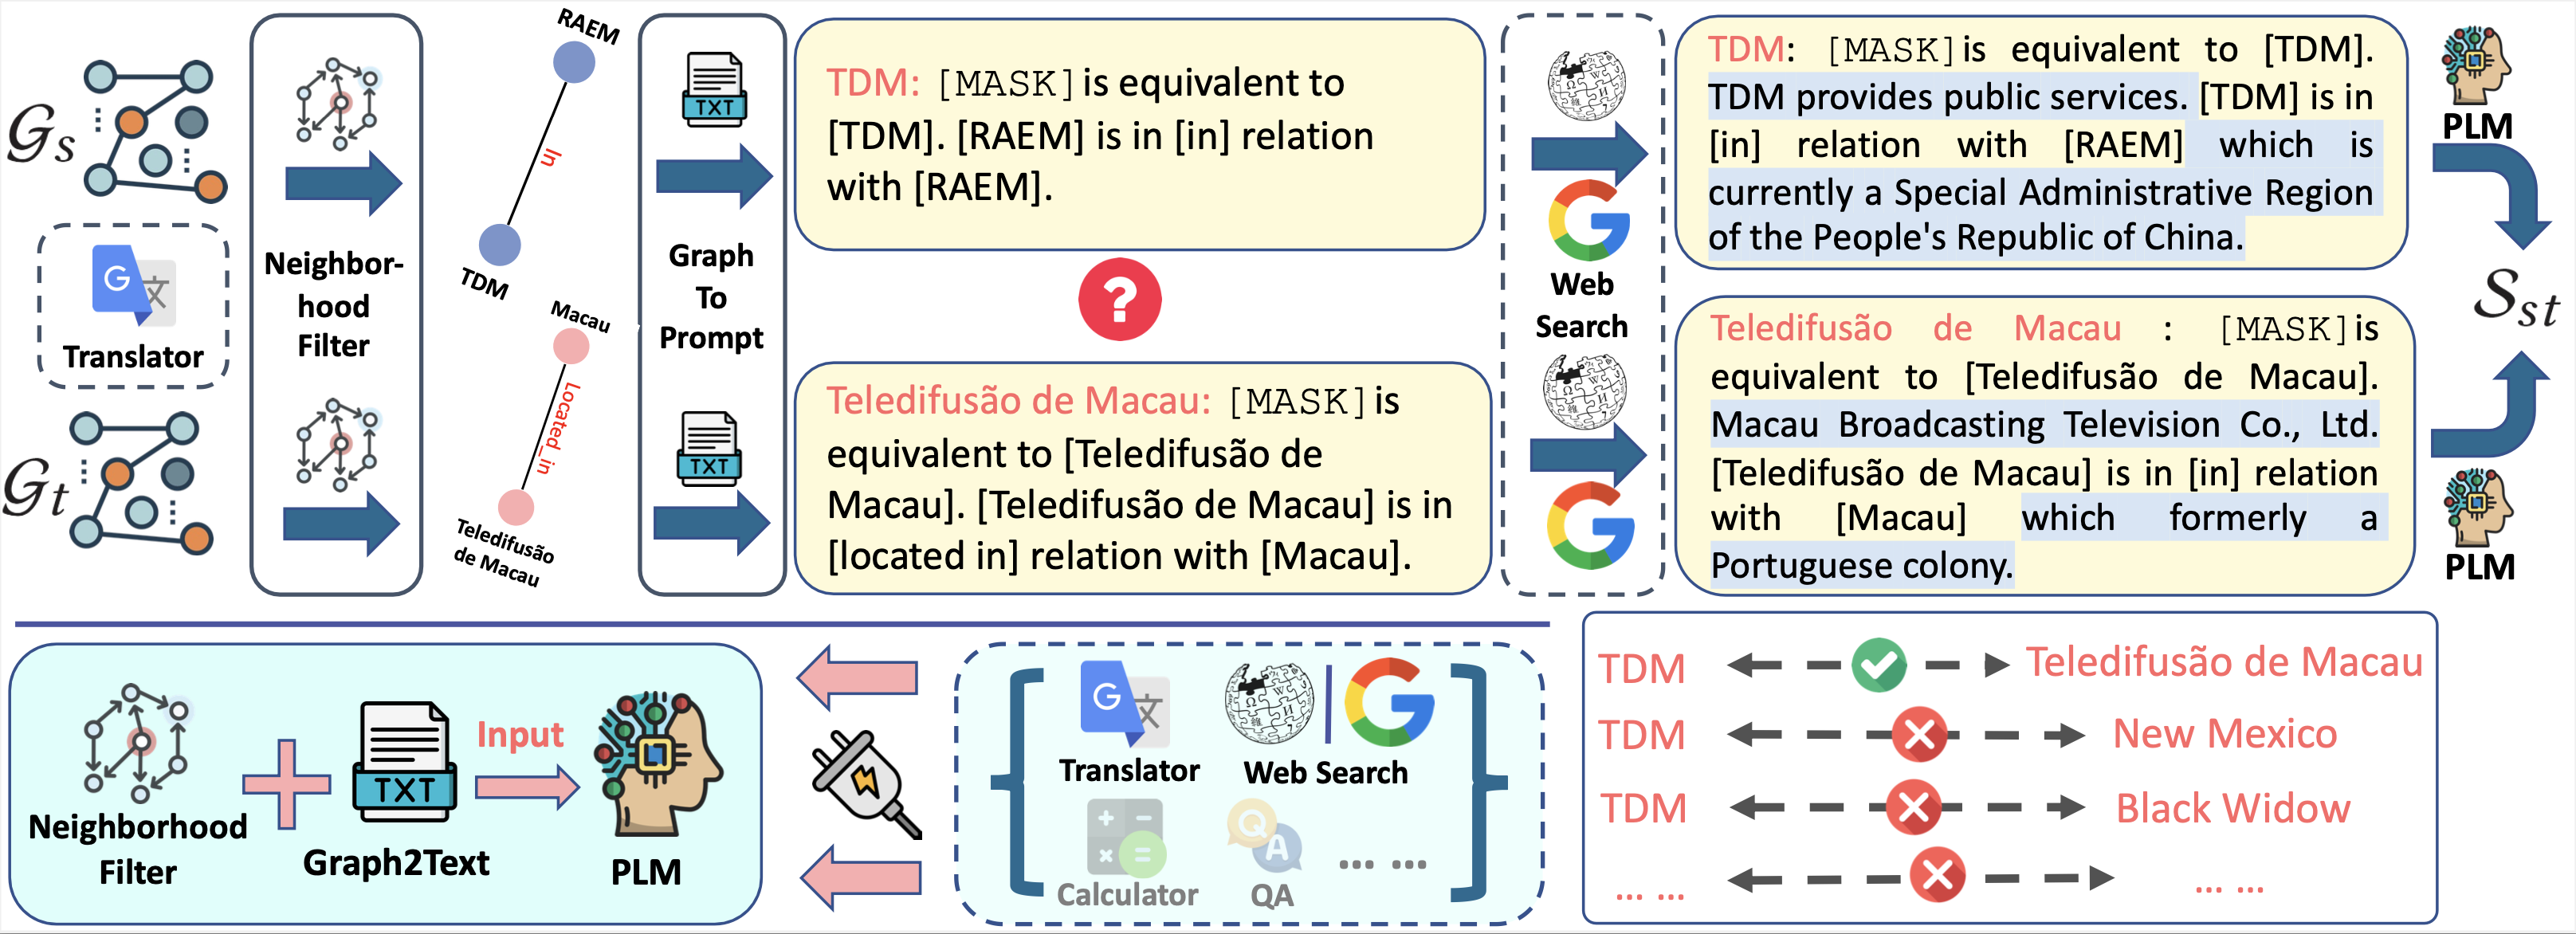 𝒢s
Translator
𝒢t
Neighbor-
hood
Filter
RAEM
In
TDM
Macau
Located_in
Teledifusão
de Macau
TXT
Graph
To
Prompt
TXT
TDM: [MASK] is equivalent to
[TDM]. [RAEM] is in [in] relation
with [RAEM].
?
Teledifusão de Macau: [MASK] is
equivalent to [Teledifusão de
Macau]. [Teledifusão de Macau] is in
[located in] relation with [Macau].
Web
Search
TDM: [MASK] is equivalent to [TDM].
TDM provides public services. [TDM] is in
[in] relation with [RAEM] which is
currently a Special Administrative Region
of the People's Republic of China.
Teledifusão de Macau : [MASK] is
equivalent to [Teledifusão de Macau].
Macau Broadcasting Television Co., Ltd.
[Teledifusão de Macau] is in [in] relation
with [Macau] which formerly a
Portuguese colony.
PLM
𝒮st
PLM
Neighborhood
Filter
TXT
Graph2Text
Input
PLM
G 文
Translator
Web Search
Calculator
Q A
QA
... ...
TDM Teledifusão de Macau
TDM New Mexico
TDM Black Widow
... ... ... ...